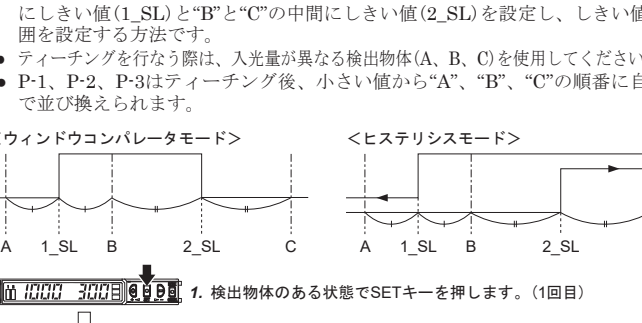 にしきい値(1_SL)と“B”と“C”の中間にしきい値(2_SL)を設定し、しきい値
囲を設定する方法です。
● ティーチングを行なう際は、入光量が異なる検出物体(A、B、C)を使用してください
● P-1、P-2、P-3はティーチング後、小さい値から“A”、“B”、“C”の順番に自
で並び換えられます。
ウィンドウコンパレータモード＞ ＜ヒステリシスモード＞
A 1_SL B 2_SL C A 1_SL B 2_SL
1000 300 1. 検出物体のある状態でSETキーを押します。(1回目)